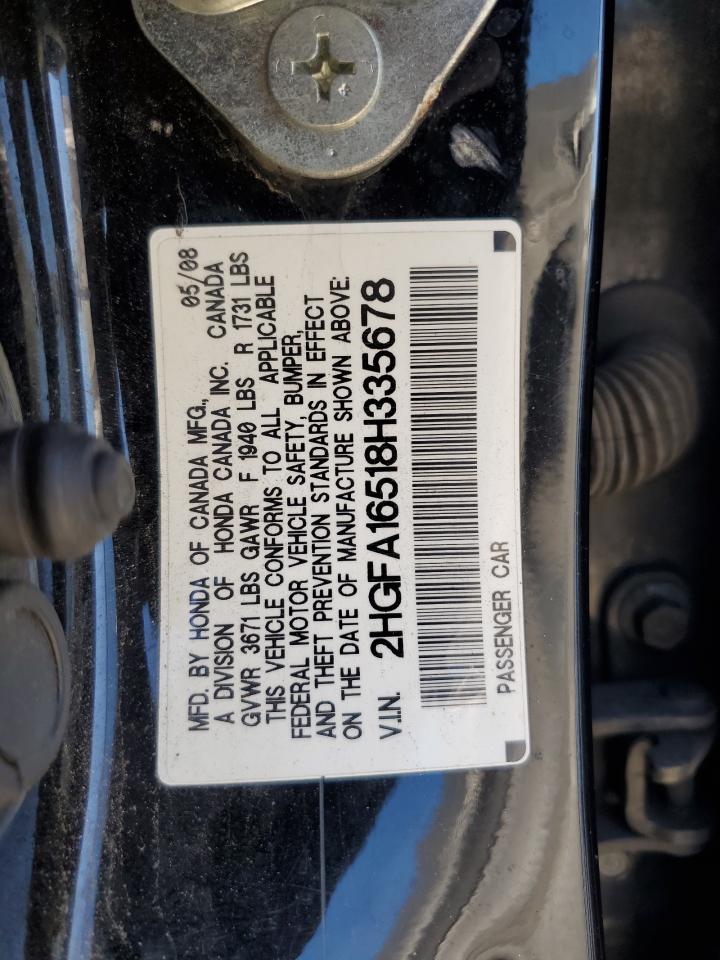 MFD. BY HONDA OF CANADA MFG., 05/08
A DIVISION OF HONDA CANADA INC. CANADA
GVWR 3671 LBS GAWR F 1940 LBS R 1731 LBS
THIS VEHICLE CONFORMS TO ALL APPLICABLE
FEDERAL MOTOR VEHICLE SAFETY, BUMPER,
AND THEFT PREVENTION STANDARDS IN EFFECT
ON THE DATE OF MANUFACTURE SHOWN ABOVE:
V.I.N. 2HGFA16518H335678
PASSENGER CAR